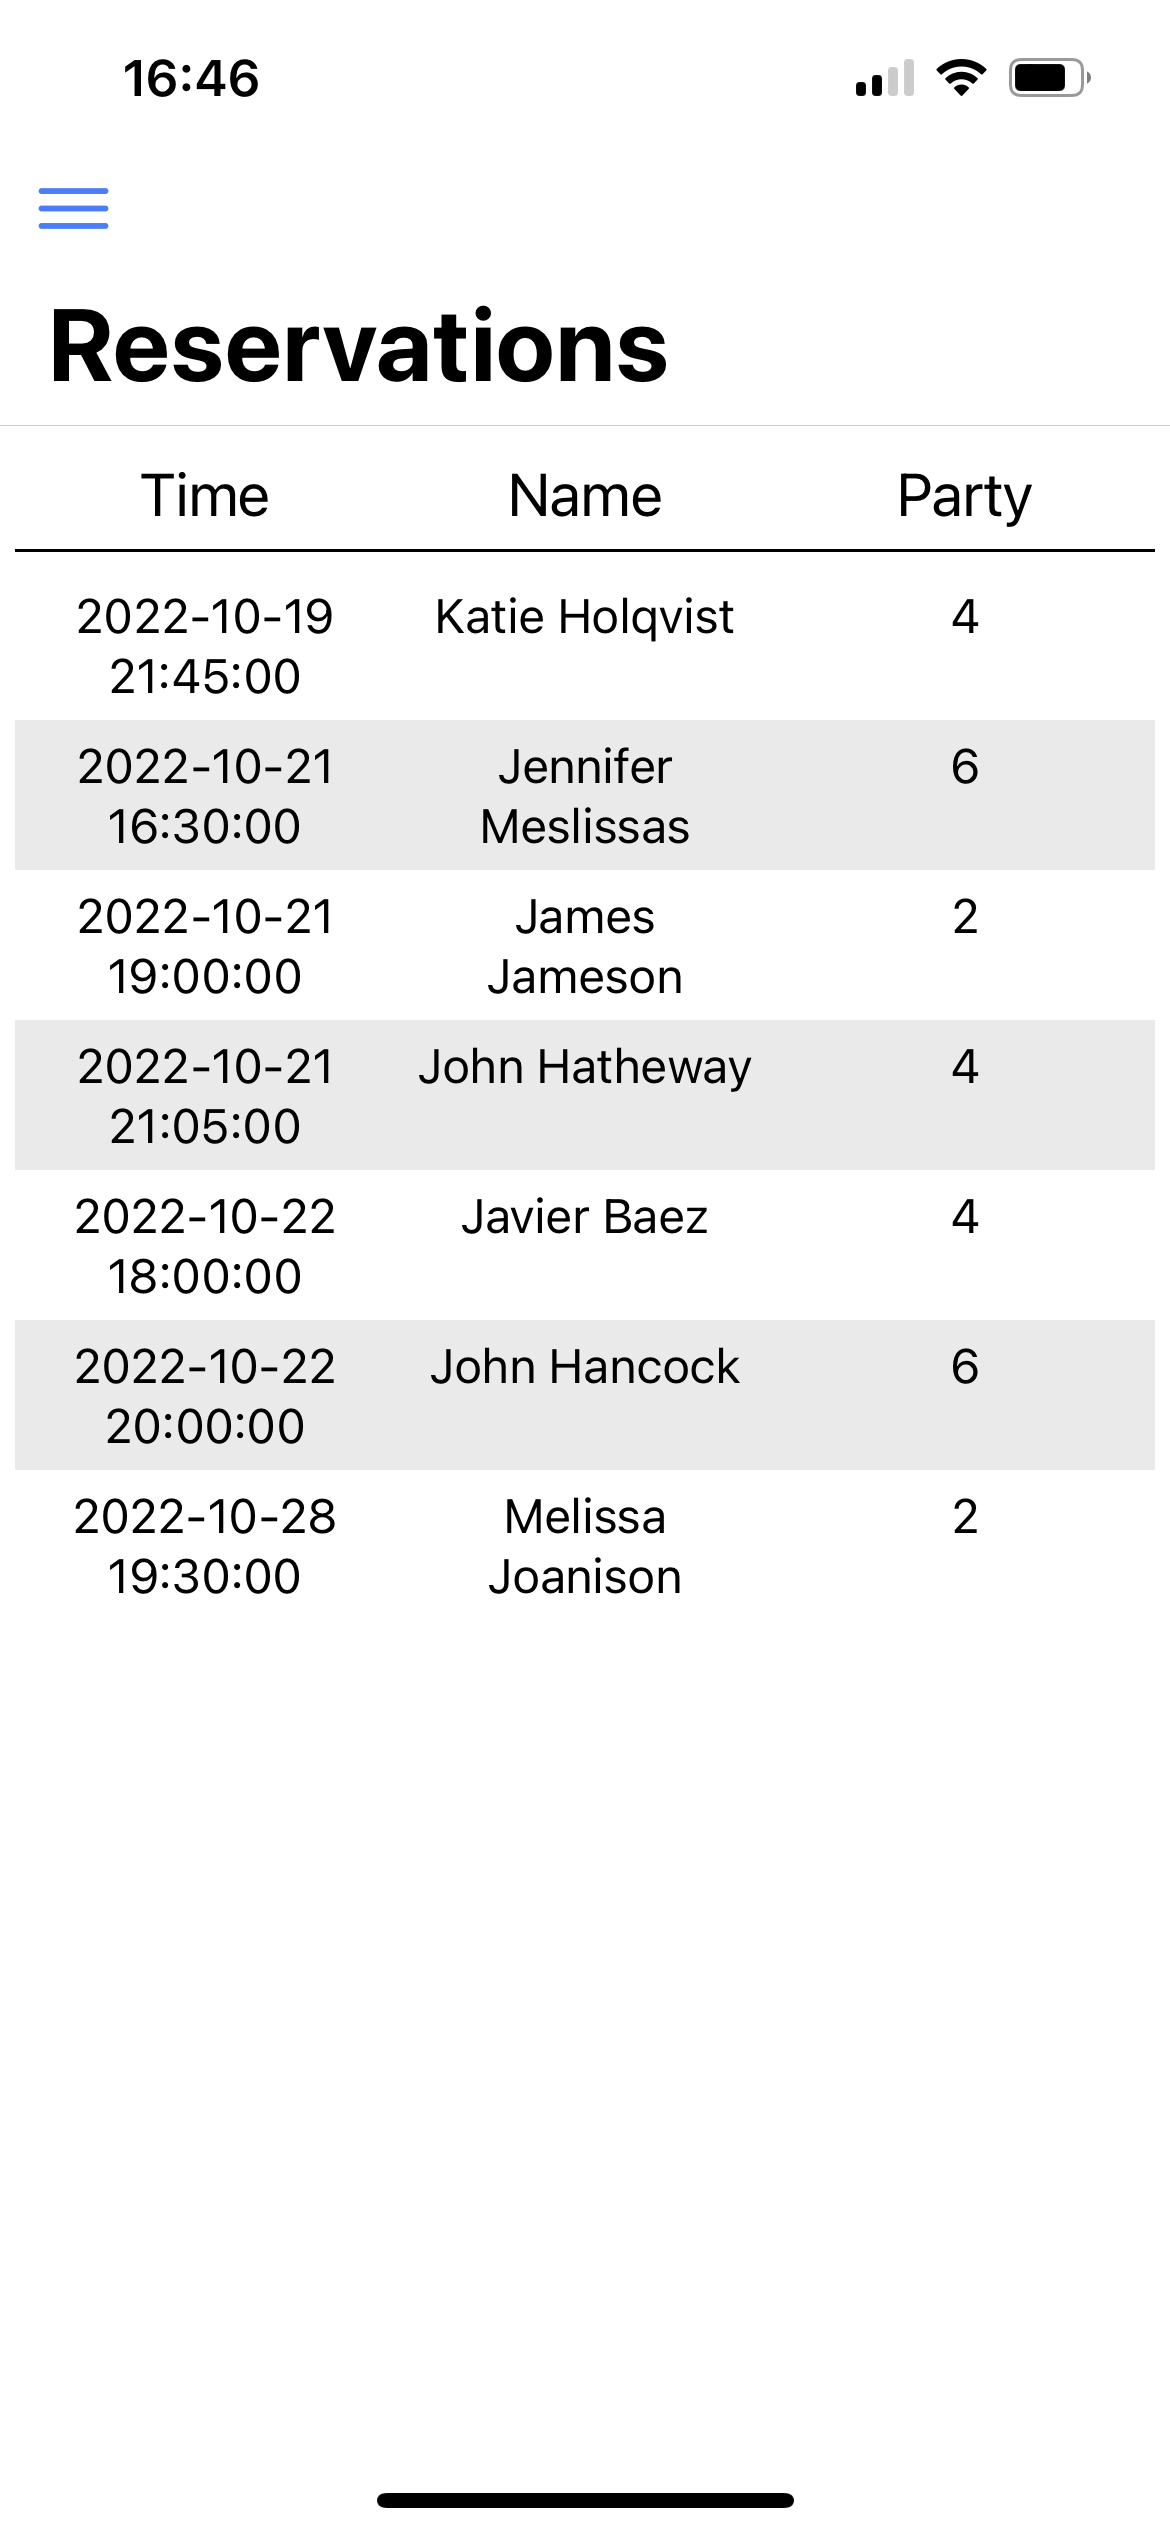 16:46
Reservations
Time Name Party
2022-10-19 Katie Holqvist 4
21:45:00
2022-10-21 Jennifer 6
16:30:00 Meslissas
2022-10-21 James 2
19:00:00 Jameson
2022-10-21 John Hatheway 4
21:05:00
2022-10-22 Javier Baez 4
18:00:00
2022-10-22 John Hancock 6
20:00:00
2022-10-28 Melissa 2
19:30:00 Joanison